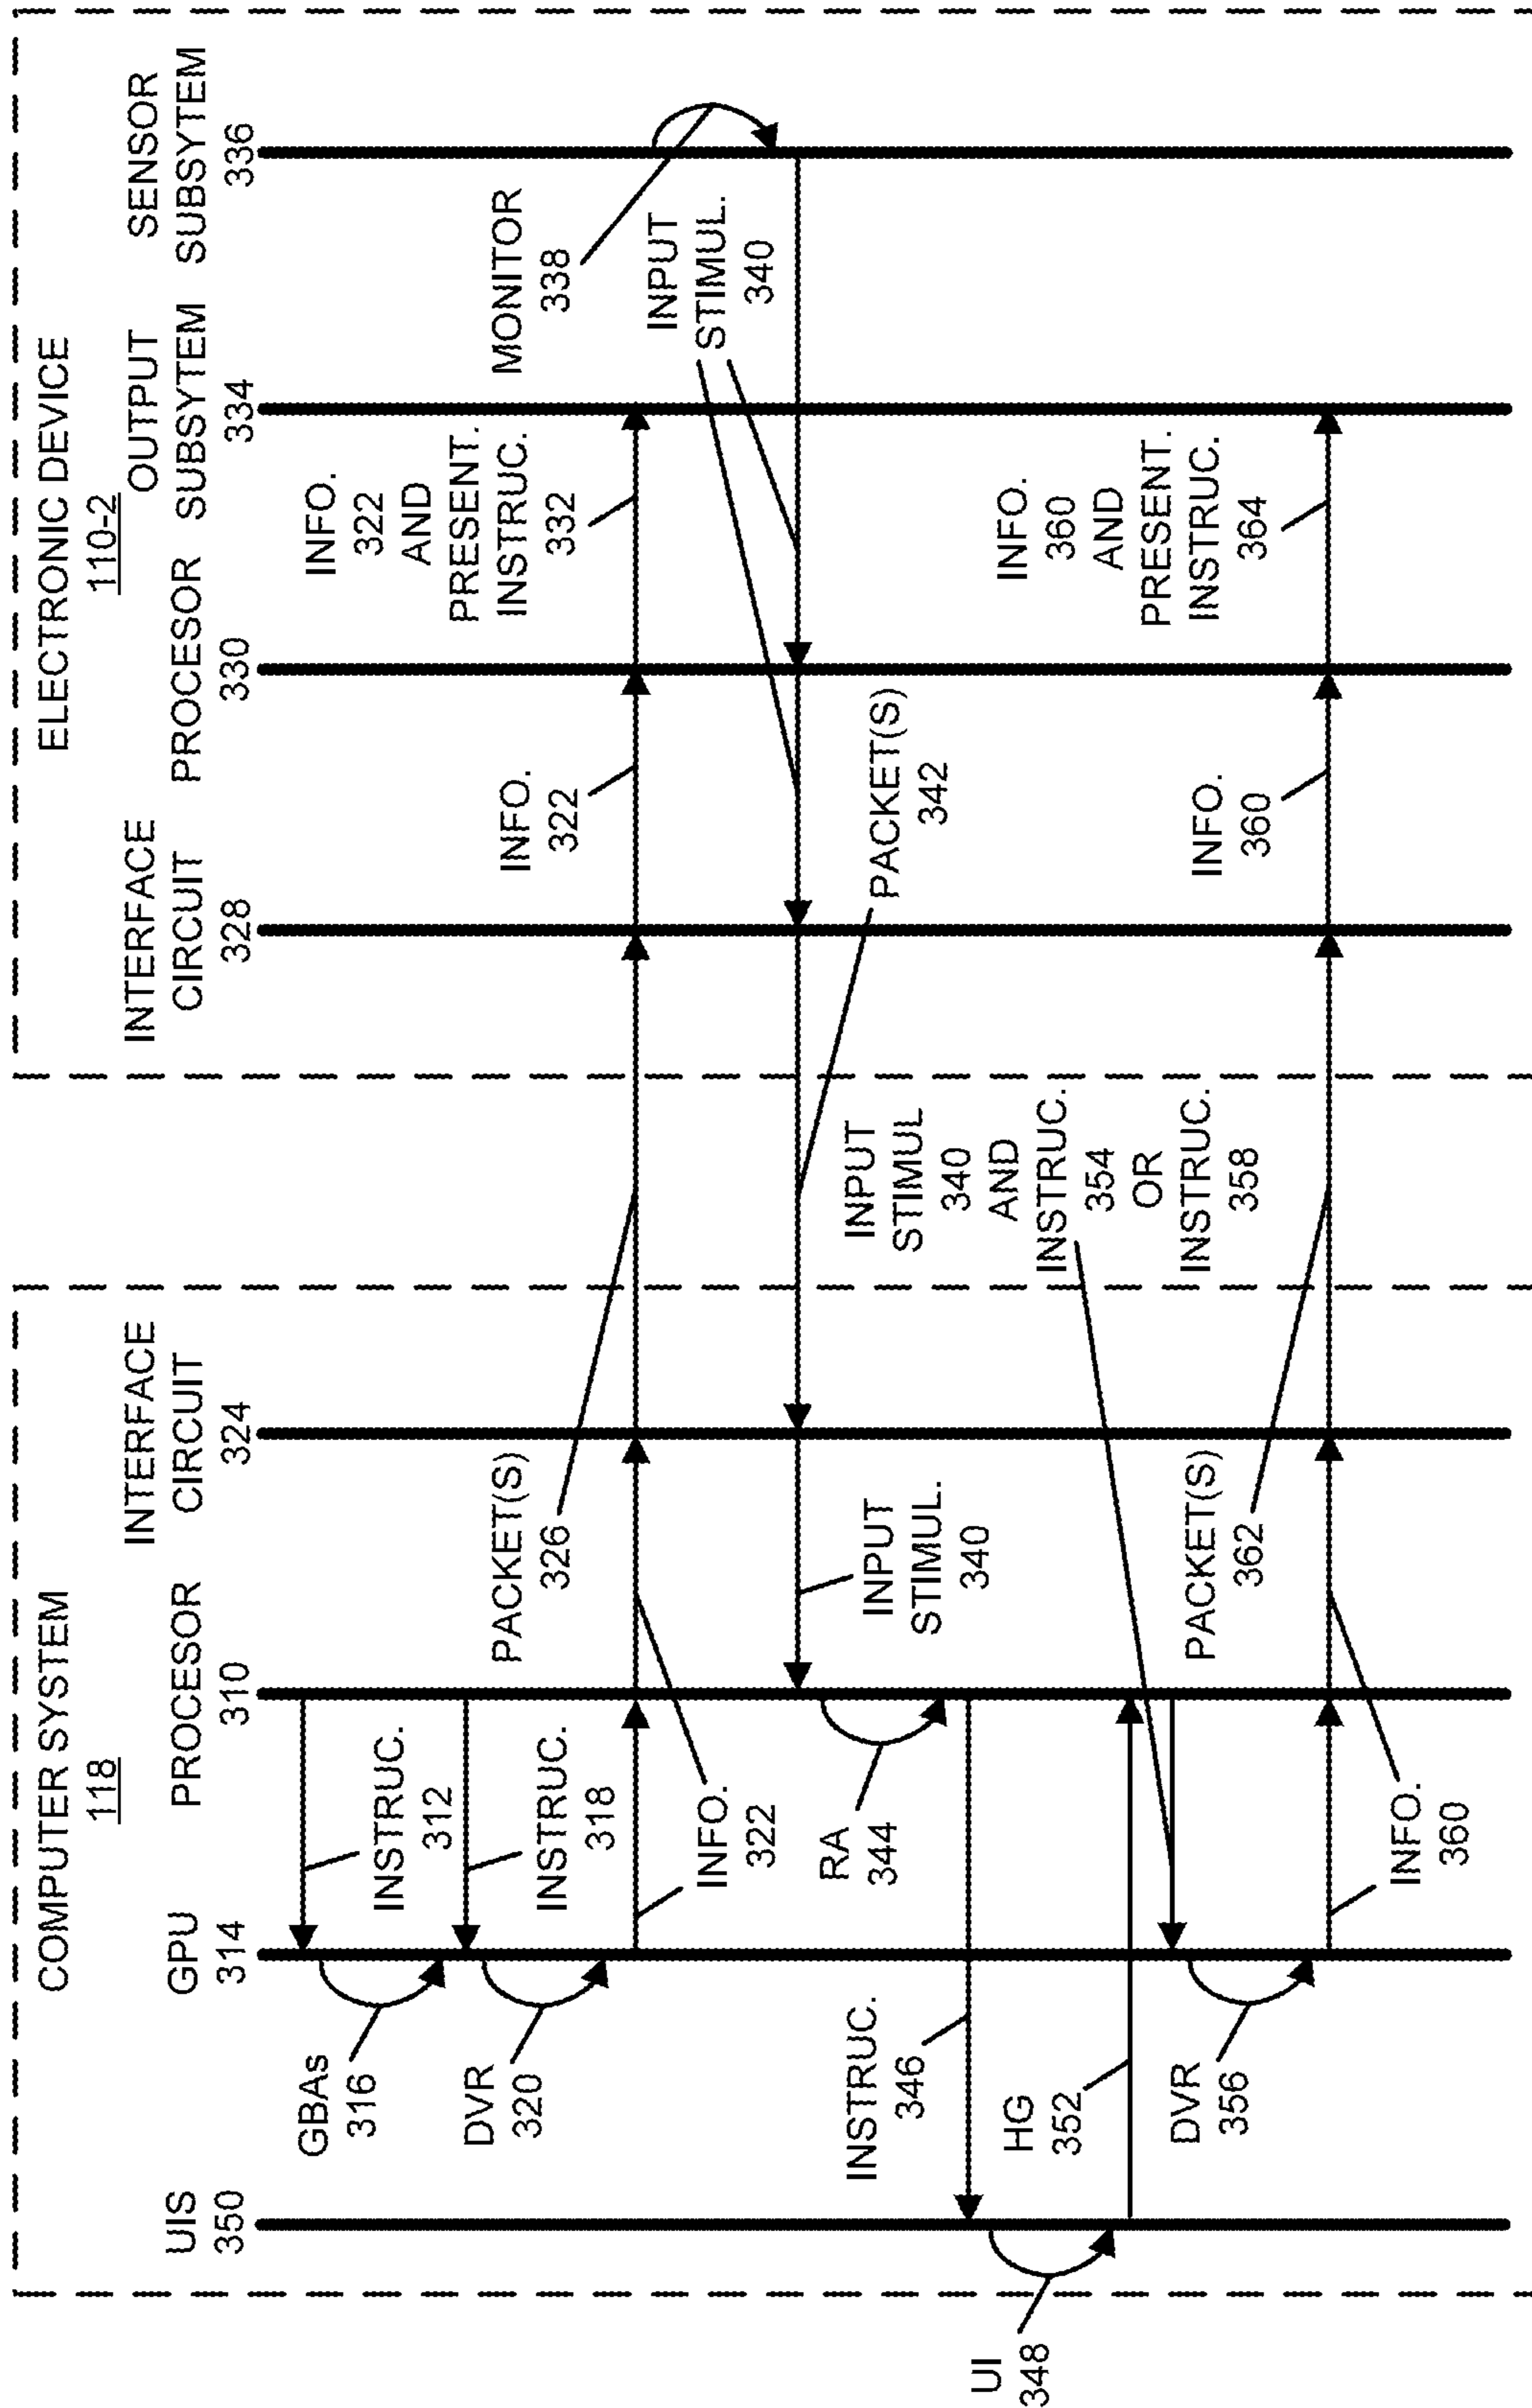 COMPUTER SYSTEM
118
ELECTRONIC DEVICE
110-2
UIS
350
GPU
314
PROCESOR
310
INTERFACE
CIRCUIT
324
INTERFACE
CIRCUIT
328
PROCESOR
330
OUTPUT
SUBSYTEM
334
SENSOR
SUBSYTEM
336
INSTRUC.
312
GBAs
316
INSTRUC.
318
DVR
320
INFO.
322
PACKET(S)
326
INFO.
322
INFO.
322
AND
PRESENT.
INSTRUC.
332
MONITOR
338
INPUT
STIMUL.
340
PACKET(S)
342
INPUT
STIMUL.
340
RA
344
INSTRUC.
346
UI
348
HG
352
INPUT
STIMUL
340
AND
INSTRUC.
354
OR
INSTRUC.
358
DVR
356
INFO.
360
PACKET(S)
362
INFO.
360
INFO.
360
AND
PRESENT.
INSTRUC.
364